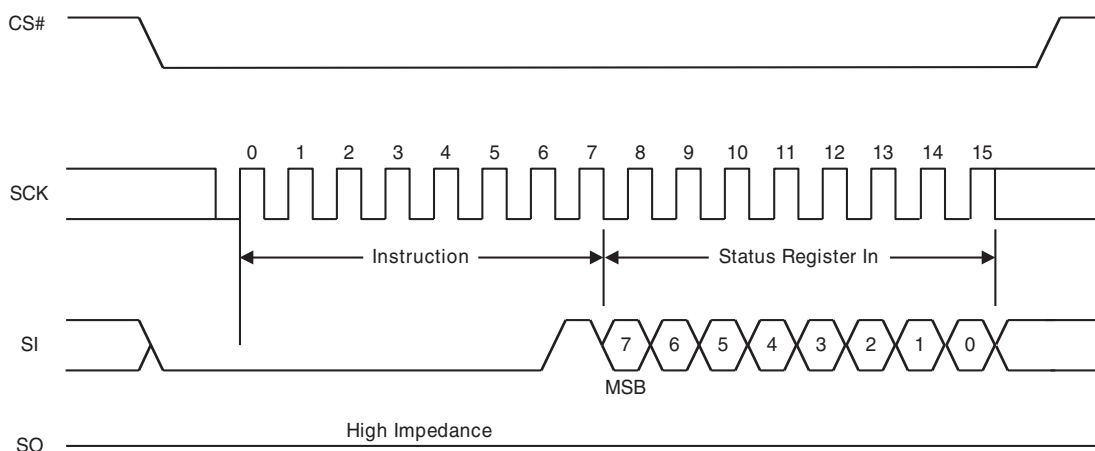 CS#
0 1 2 3 4 5 6 7 8 9 10 11 12 13 14 15
SCK
Instruction Status Register In
SI 7 6 5 4 3 2 1 0
MSB
High Impedance
SO